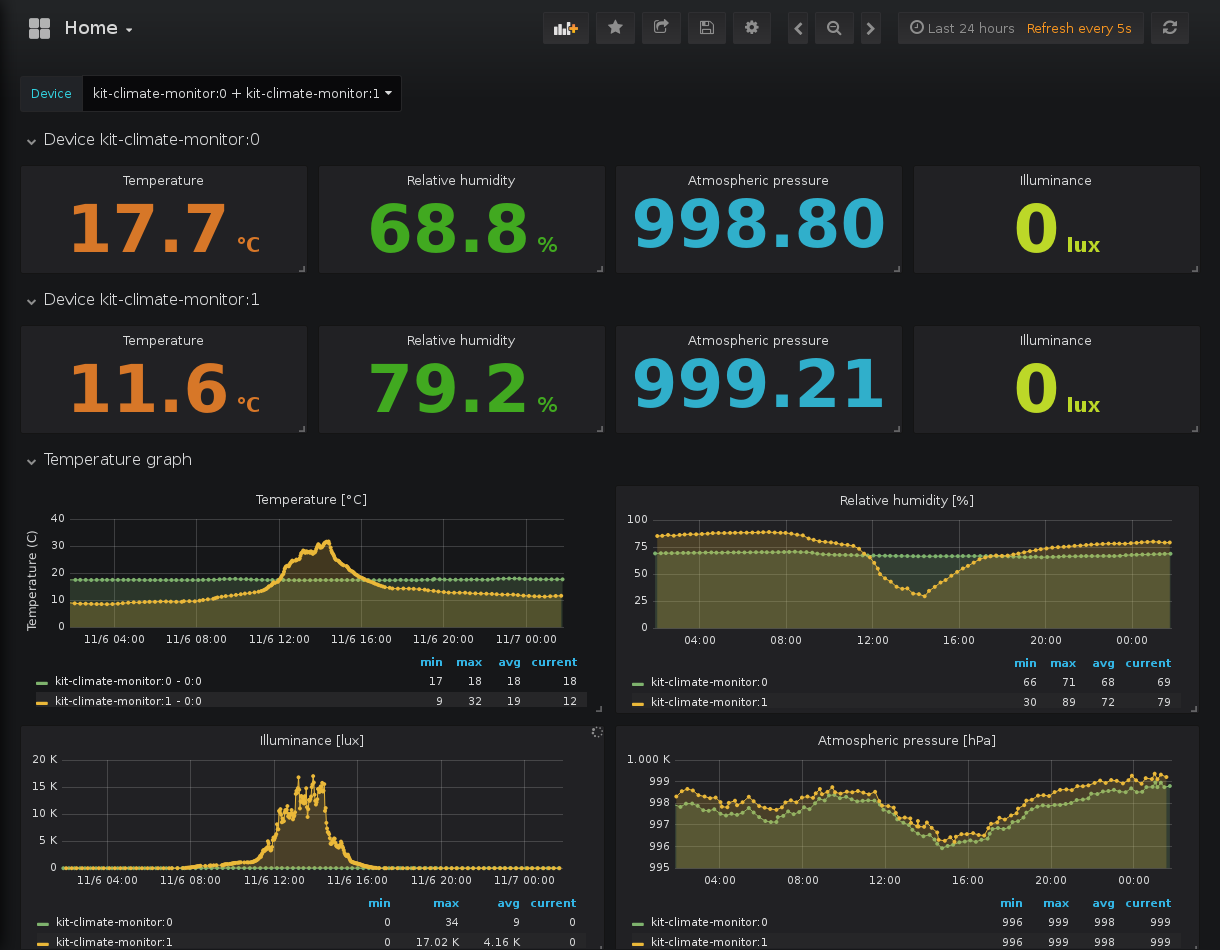 Home
Last 24 hours Refresh every 5s
Device kit-climate-monitor:0 + kit-climate-monitor:1
Device kit-climate-monitor:0
Temperature
17.7 °C
Relative humidity
68.8 %
Atmospheric pressure
998.80
Illuminance
0 lux
Device kit-climate-monitor:1
Temperature
11.6 °C
Relative humidity
79.2 %
Atmospheric pressure
999.21
Illuminance
0 lux
Temperature graph
Temperature [°C]
Temperature (C)
40
30
20
10
0
11/6 04:00 11/6 08:00 11/6 12:00 11/6 16:00 11/6 20:00 11/7 00:00
min max avg current
kit-climate-monitor:0 - 0:0 17 18 18 18
kit-climate-monitor:1 - 0:0 9 32 19 12
Relative humidity [%]
100
75
50
25
0
04:00 08:00 12:00 16:00 20:00 00:00
min max avg current
kit-climate-monitor:0 66 71 68 69
kit-climate-monitor:1 30 89 72 79
Illuminance [lux]
20 K
15 K
10 K
5 K
0
11/6 04:00 11/6 08:00 11/6 12:00 11/6 16:00 11/6 20:00 11/7 00:00
min max avg current
kit-climate-monitor:0 0 34 9 0
kit-climate-monitor:1 0 17.02 K 4.16 K 0
Atmospheric pressure [hPa]
1.000 K
999
998
997
996
995
04:00 08:00 12:00 16:00 20:00 00:00
min max avg current
kit-climate-monitor:0 996 999 998 999
kit-climate-monitor:1 996 999 998 999